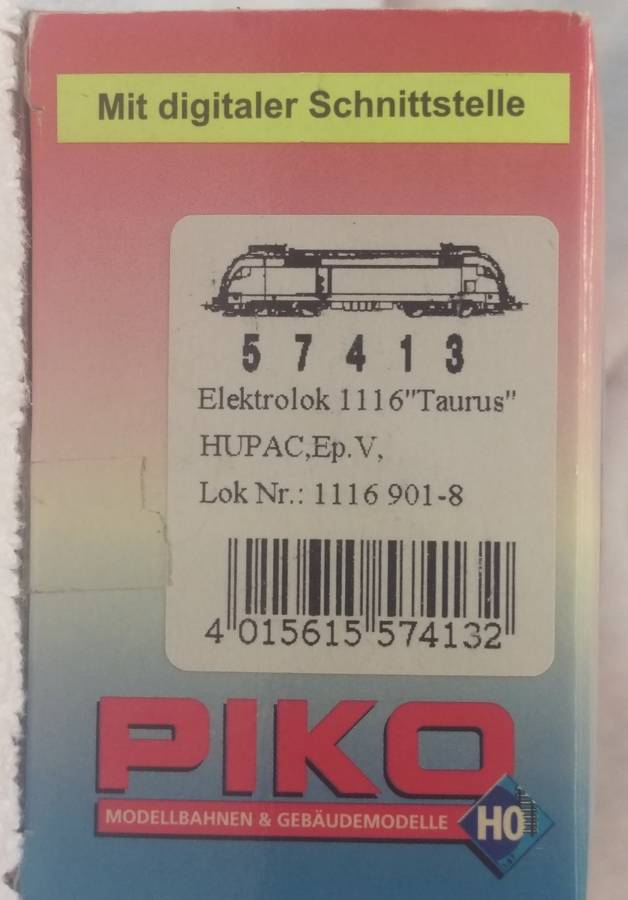 Mit digitaler Schnittstelle
5 7 4 1 3
Elektrolok 1116"Taurus"
HUPAC,Ep.V,
Lok Nr.: 1116 901-8
4 015615 574132
PIKO
MODELLBAHNEN & GEBÄUDEMODELLE
HO